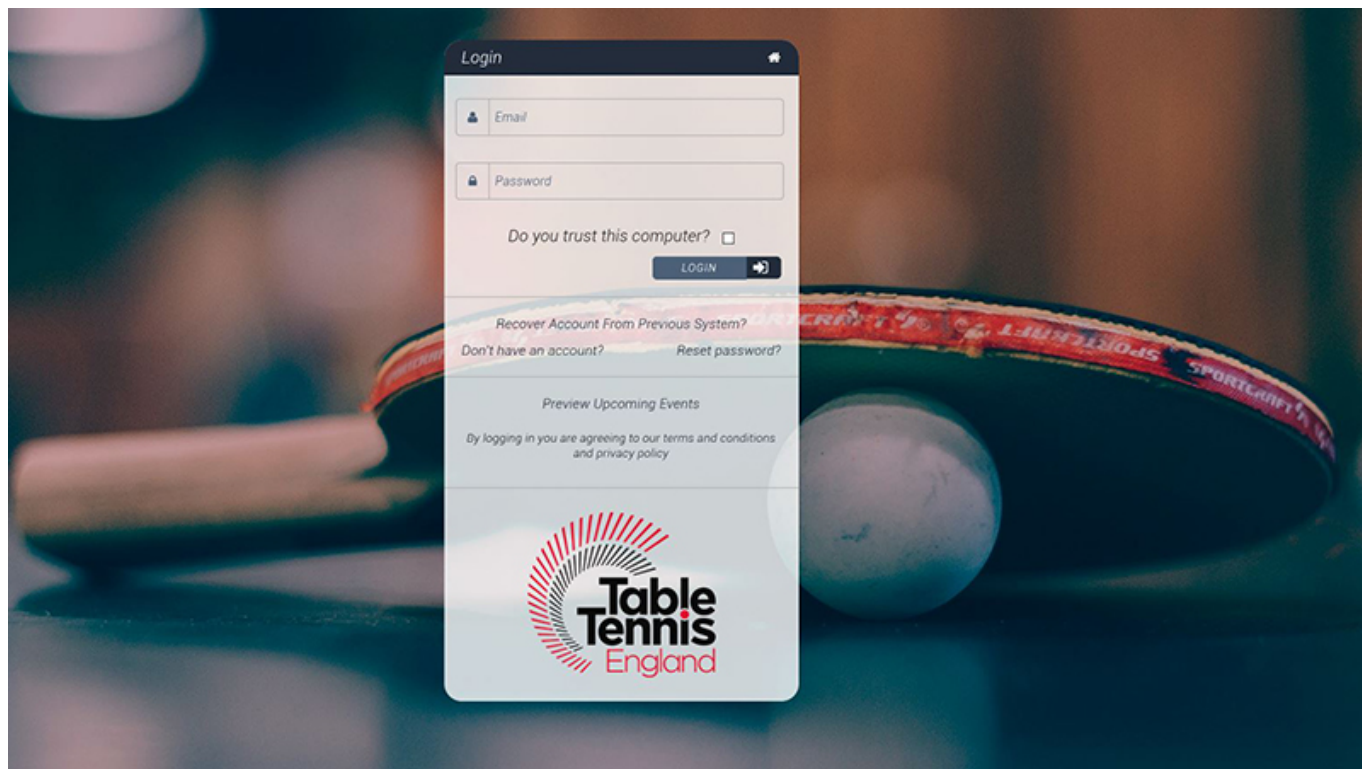 Login
Email
Password
Do you trust this computer?
LOGIN
Recover Account From Previous System?
Don't have an account? Reset password?
Preview Upcoming Events
By logging in you are agreeing to our terms and conditions
and privacy policy
Table
Tennis
England
SPORTCRAFT
SPORTCRAFT
SPORTCRAFT